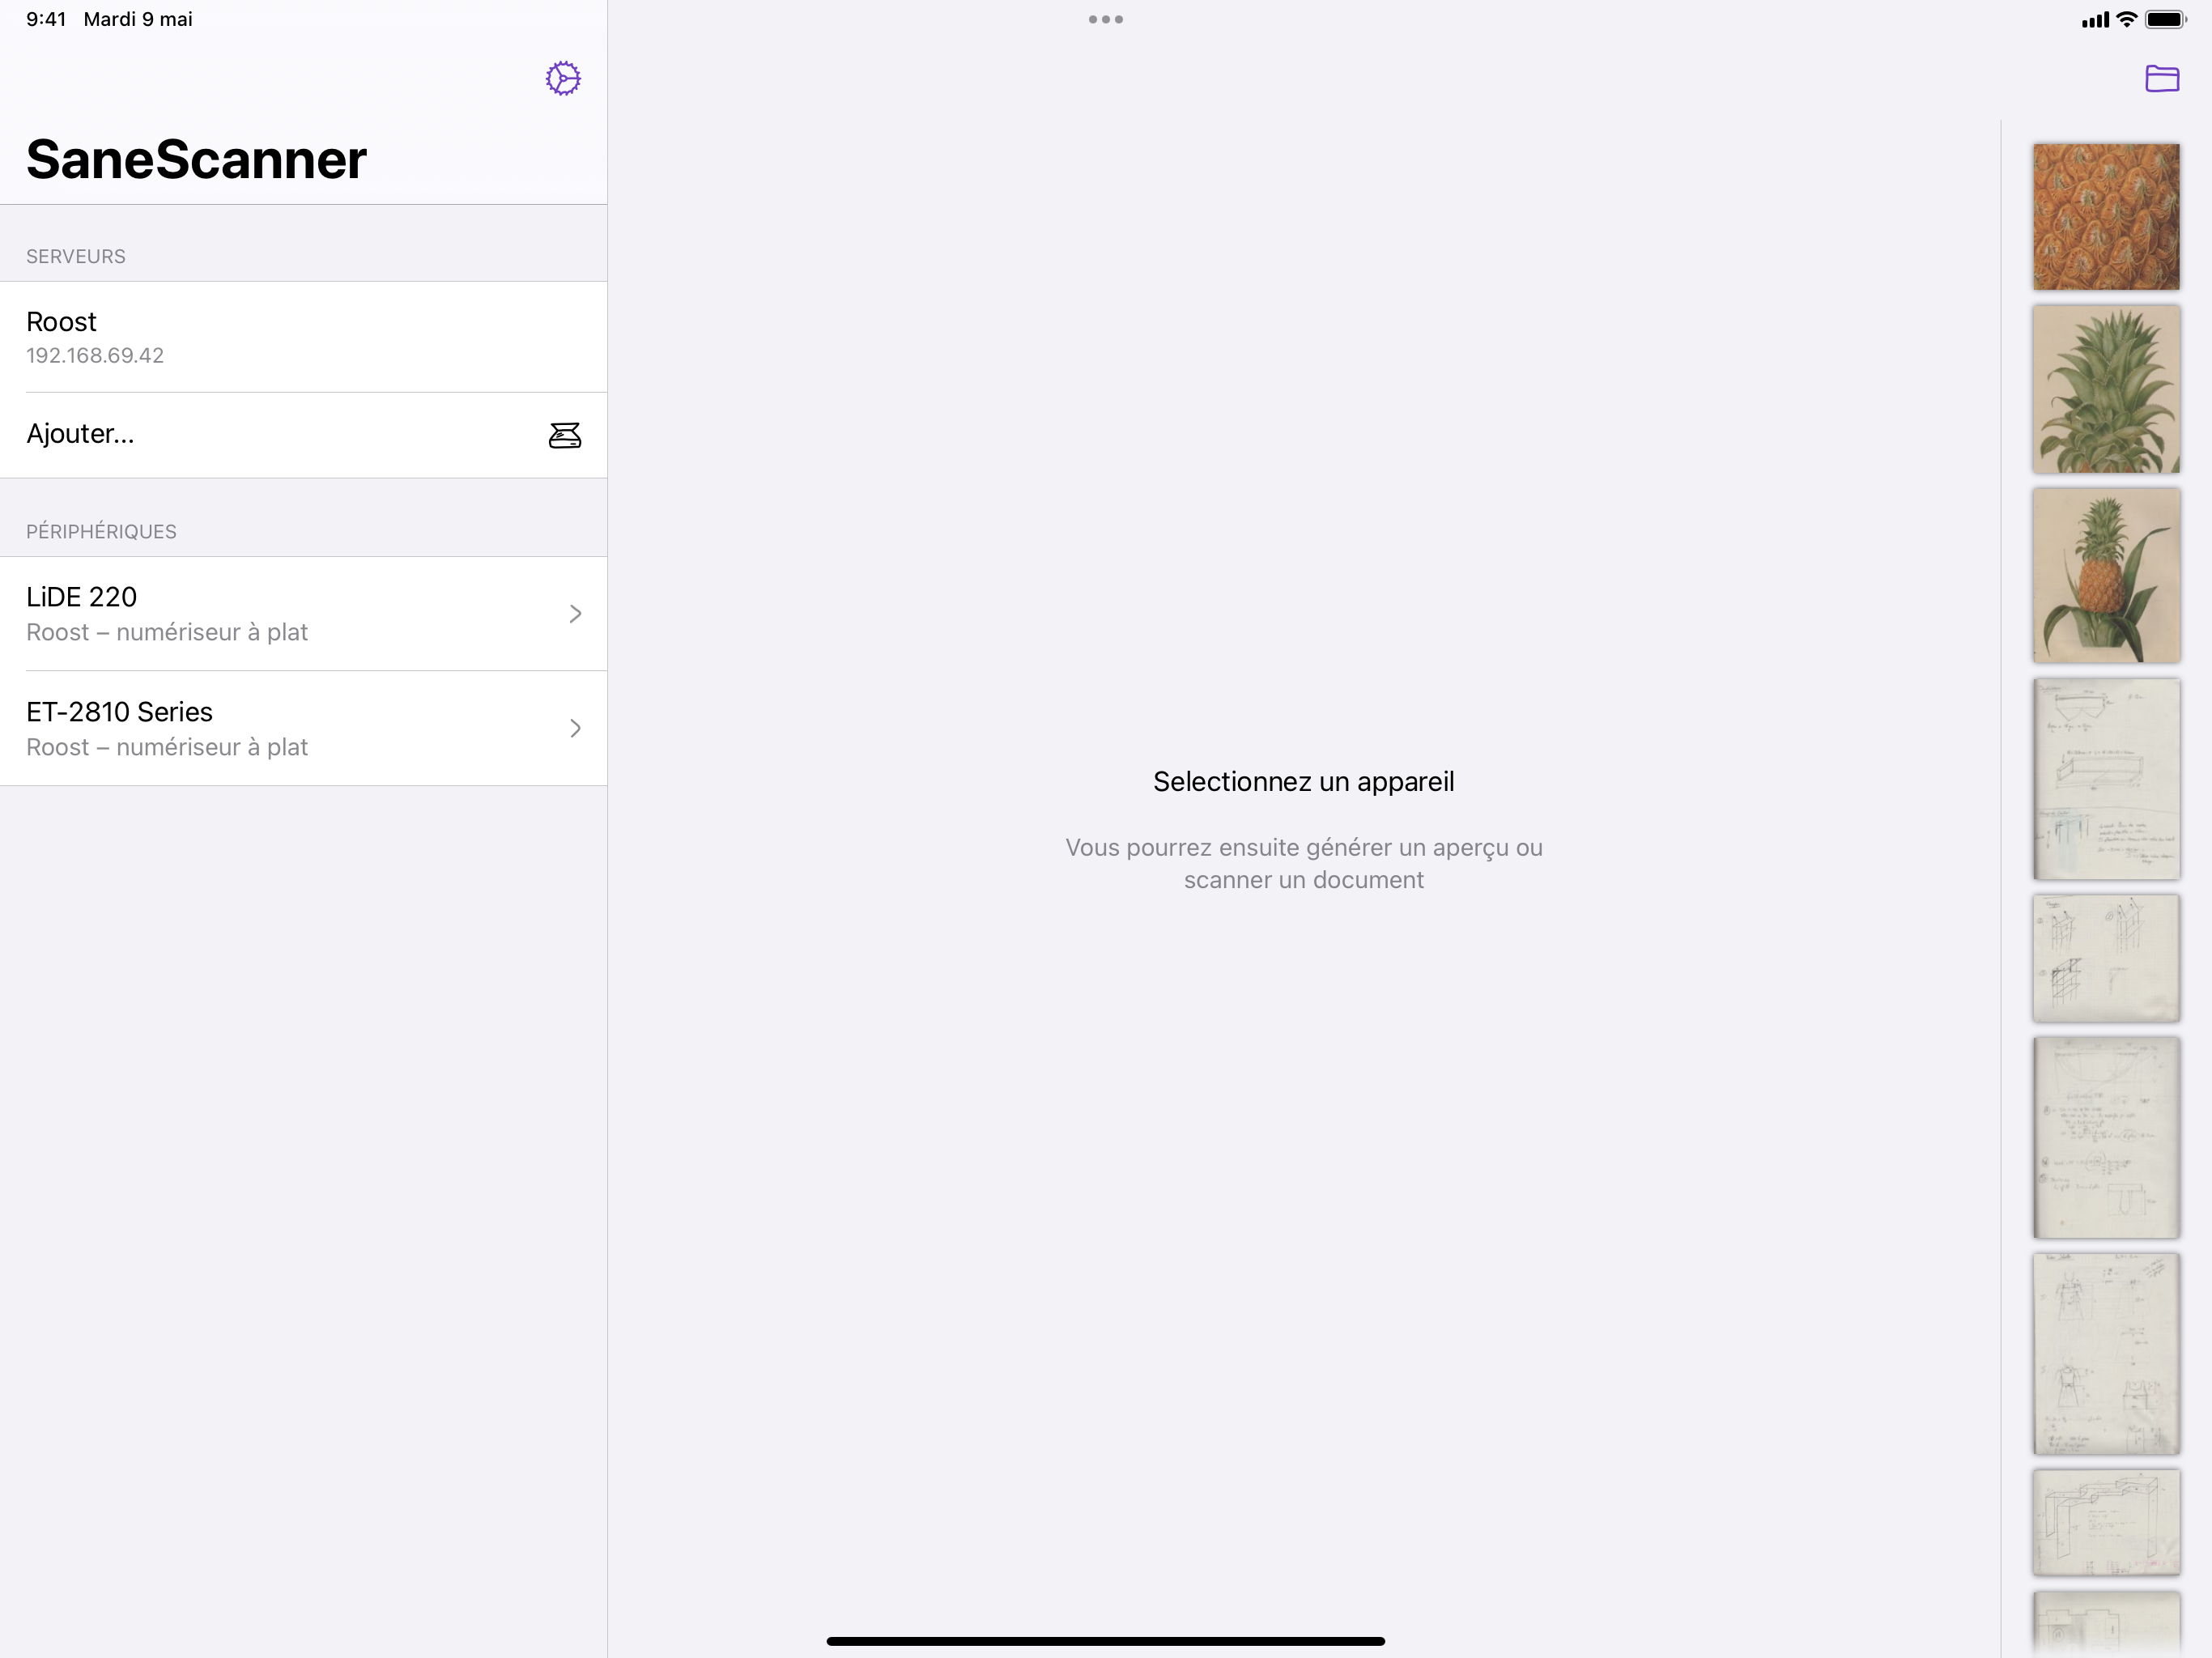 9:41 Mardi 9 mai
SaneScanner
SERVEURS
Roost
192.168.69.42
Ajouter...
PÉRIPHÉRIQUES
LiDE 220
Roost – numériseur à plat
ET-2810 Series
Roost – numériseur à plat
Selectionnez un appareil
Vous pourrez ensuite générer un aperçu ou
scanner un document